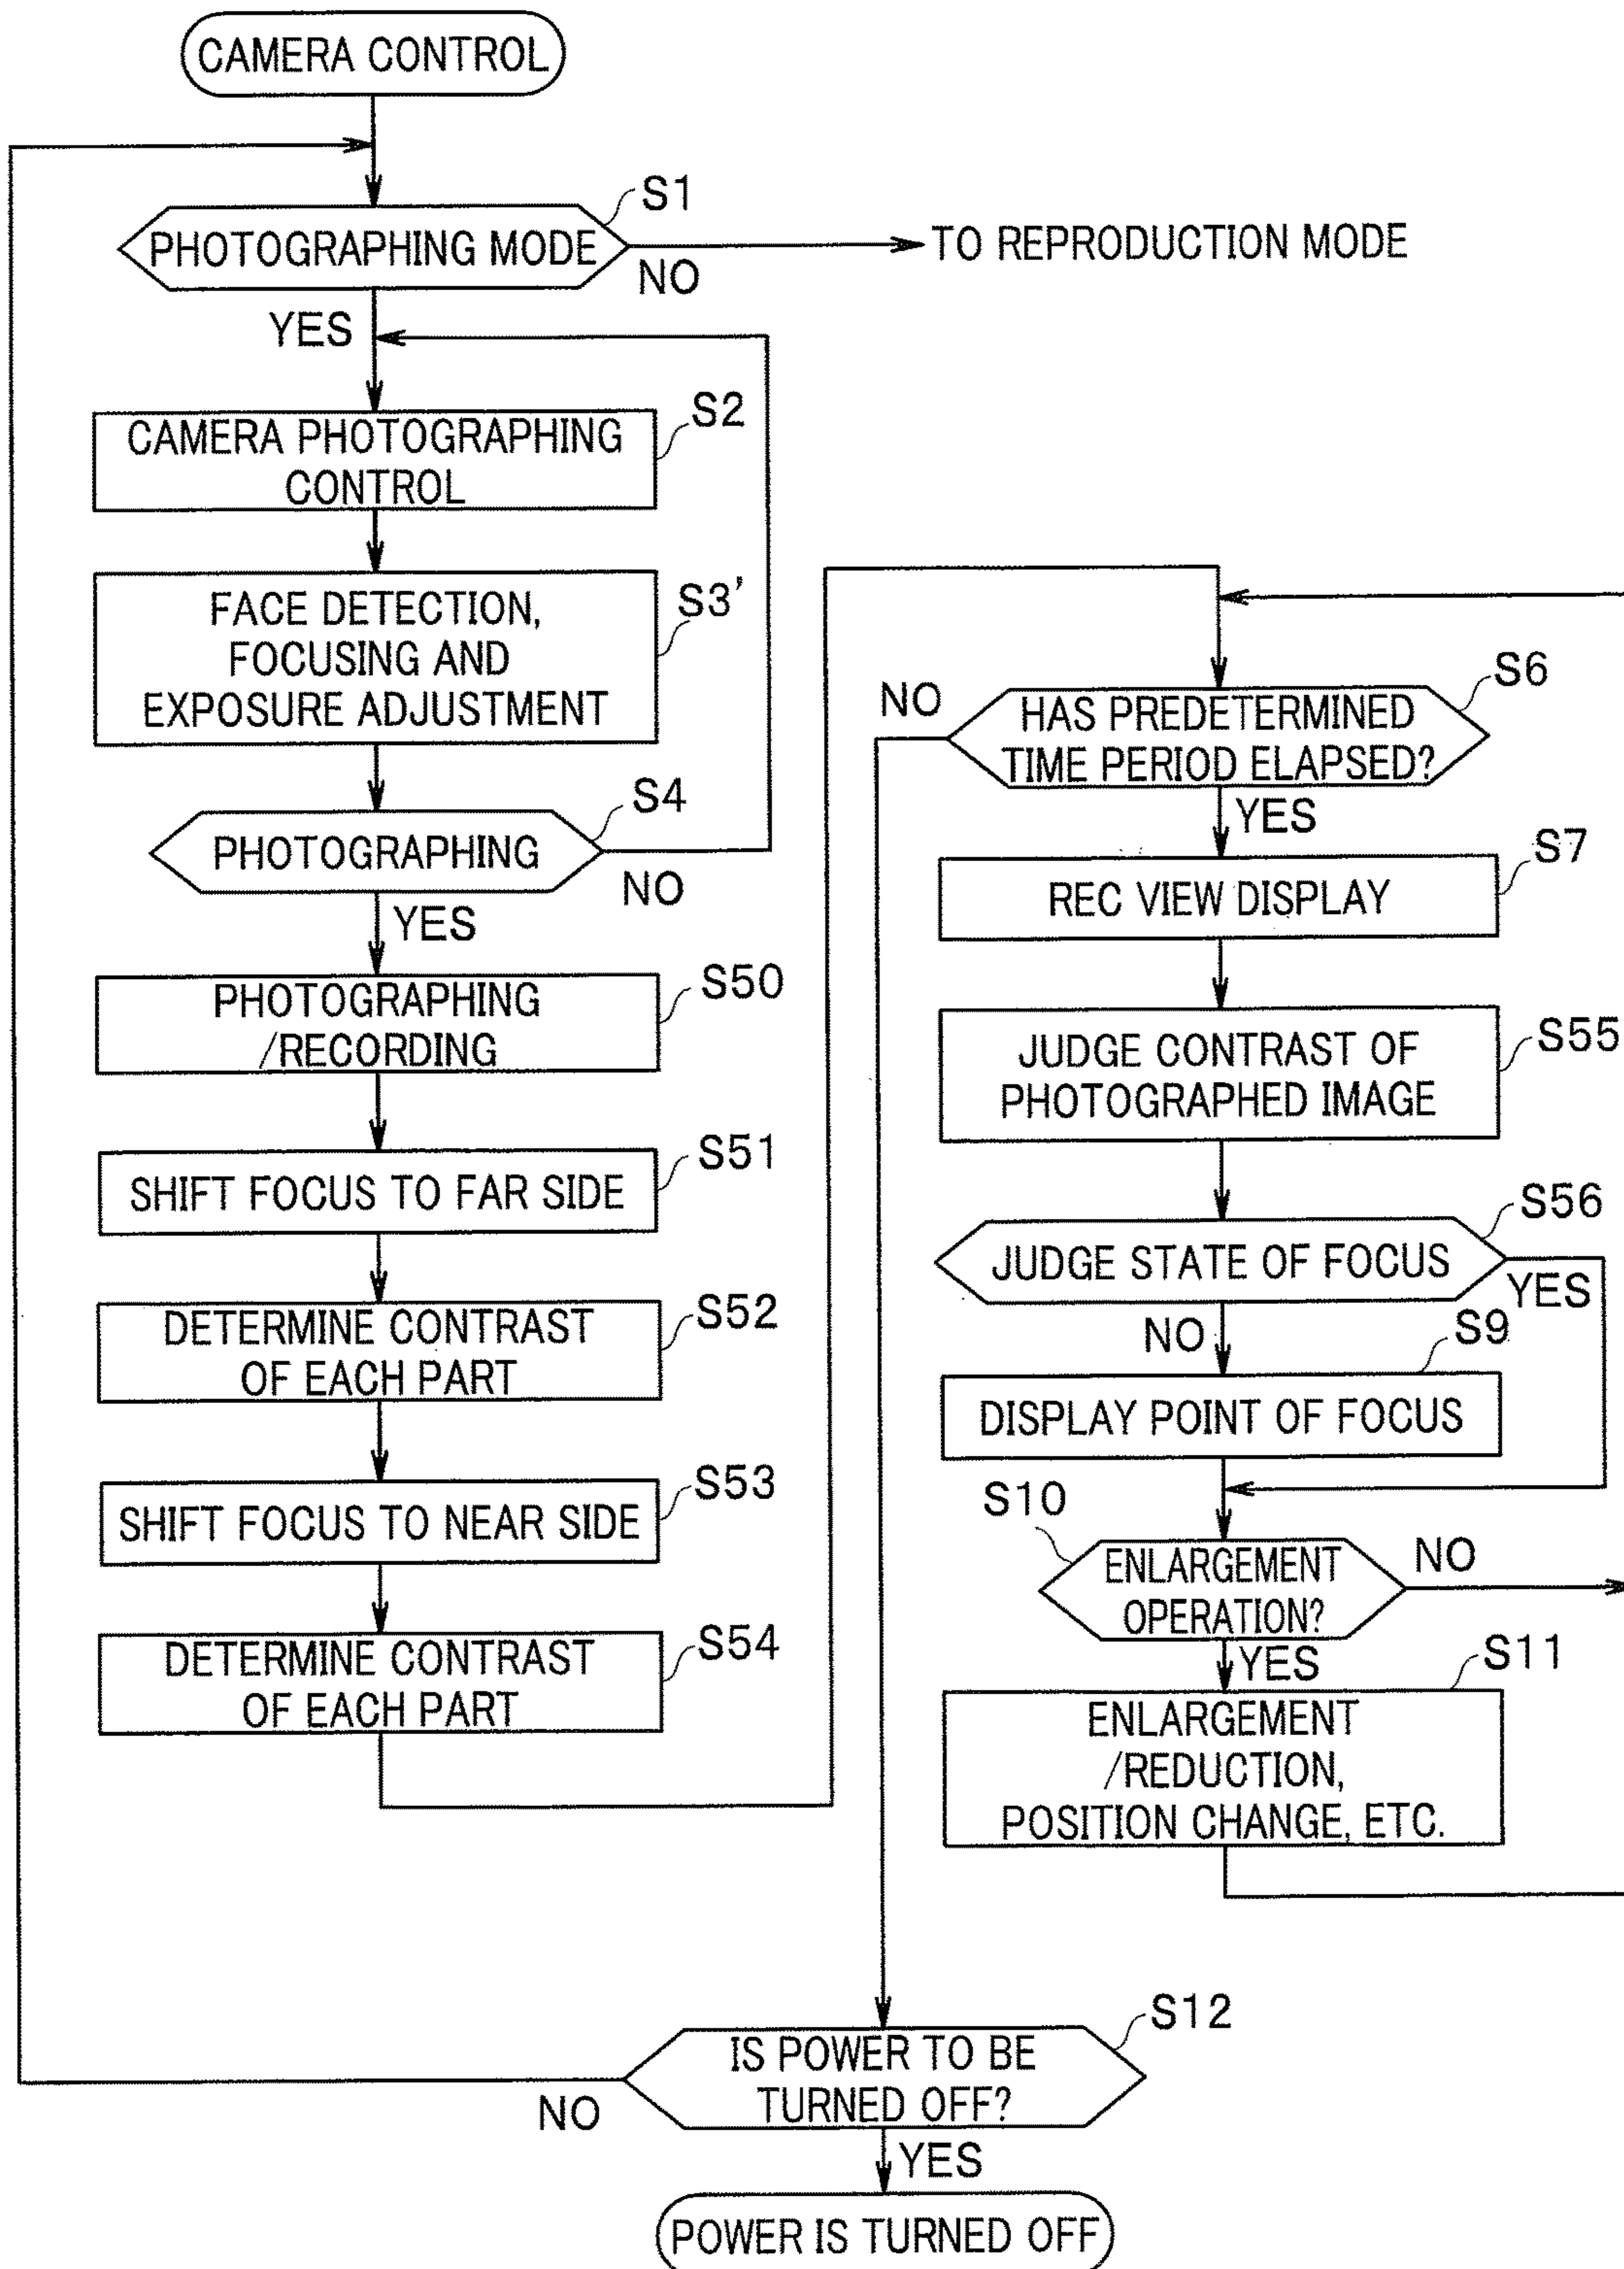 CAMERA CONTROL
S1
PHOTOGRAPHING MODE
NO
TO REPRODUCTION MODE
YES
S2
CAMERA PHOTOGRAPHING
CONTROL
S3'
FACE DETECTION,
FOCUSING AND
EXPOSURE ADJUSTMENT
S4
PHOTOGRAPHING
NO
YES
S50
PHOTOGRAPHING
/RECORDING
S51
SHIFT FOCUS TO FAR SIDE
S52
DETERMINE CONTRAST
OF EACH PART
S53
SHIFT FOCUS TO NEAR SIDE
S54
DETERMINE CONTRAST
OF EACH PART
S6
NO
HAS PREDETERMINED
TIME PERIOD ELAPSED?
YES
S7
REC VIEW DISPLAY
S55
JUDGE CONTRAST OF
PHOTOGRAPHED IMAGE
S56
JUDGE STATE OF FOCUS
YES
NO
S9
DISPLAY POINT OF FOCUS
S10
ENLARGEMENT
OPERATION?
NO
YES
S11
ENLARGEMENT
/REDUCTION,
POSITION CHANGE, ETC.
S12
IS POWER TO BE
TURNED OFF?
NO
YES
POWER IS TURNED OFF